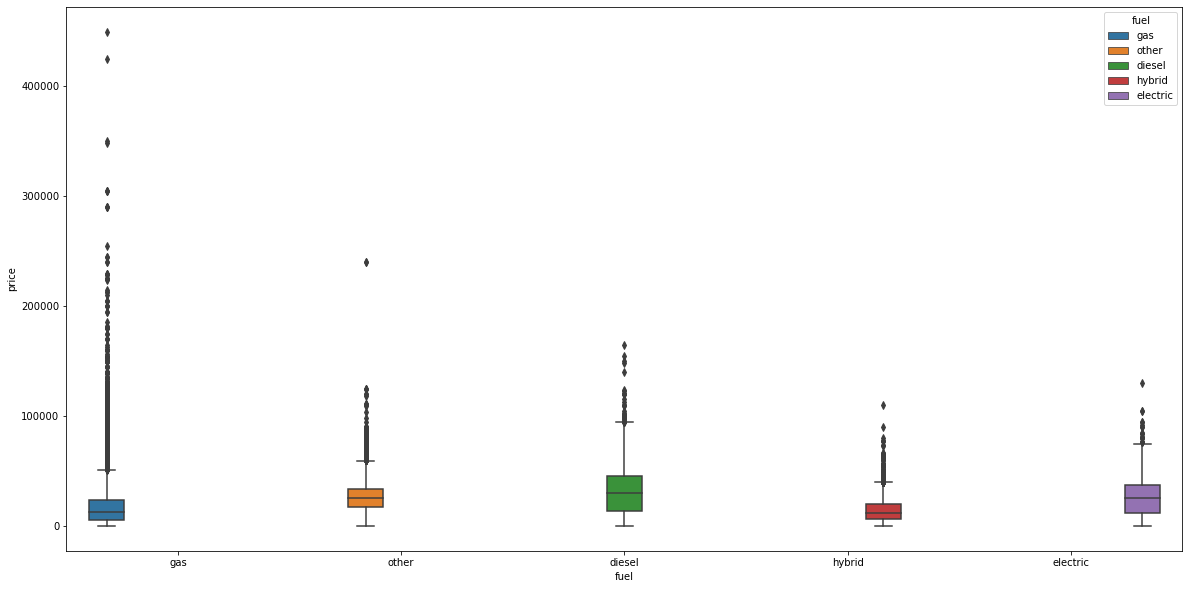 fuel
gas
other
diesel
hybrid
electric
400000
300000
200000
100000
0
price
gas other diesel hybrid electric
fuel